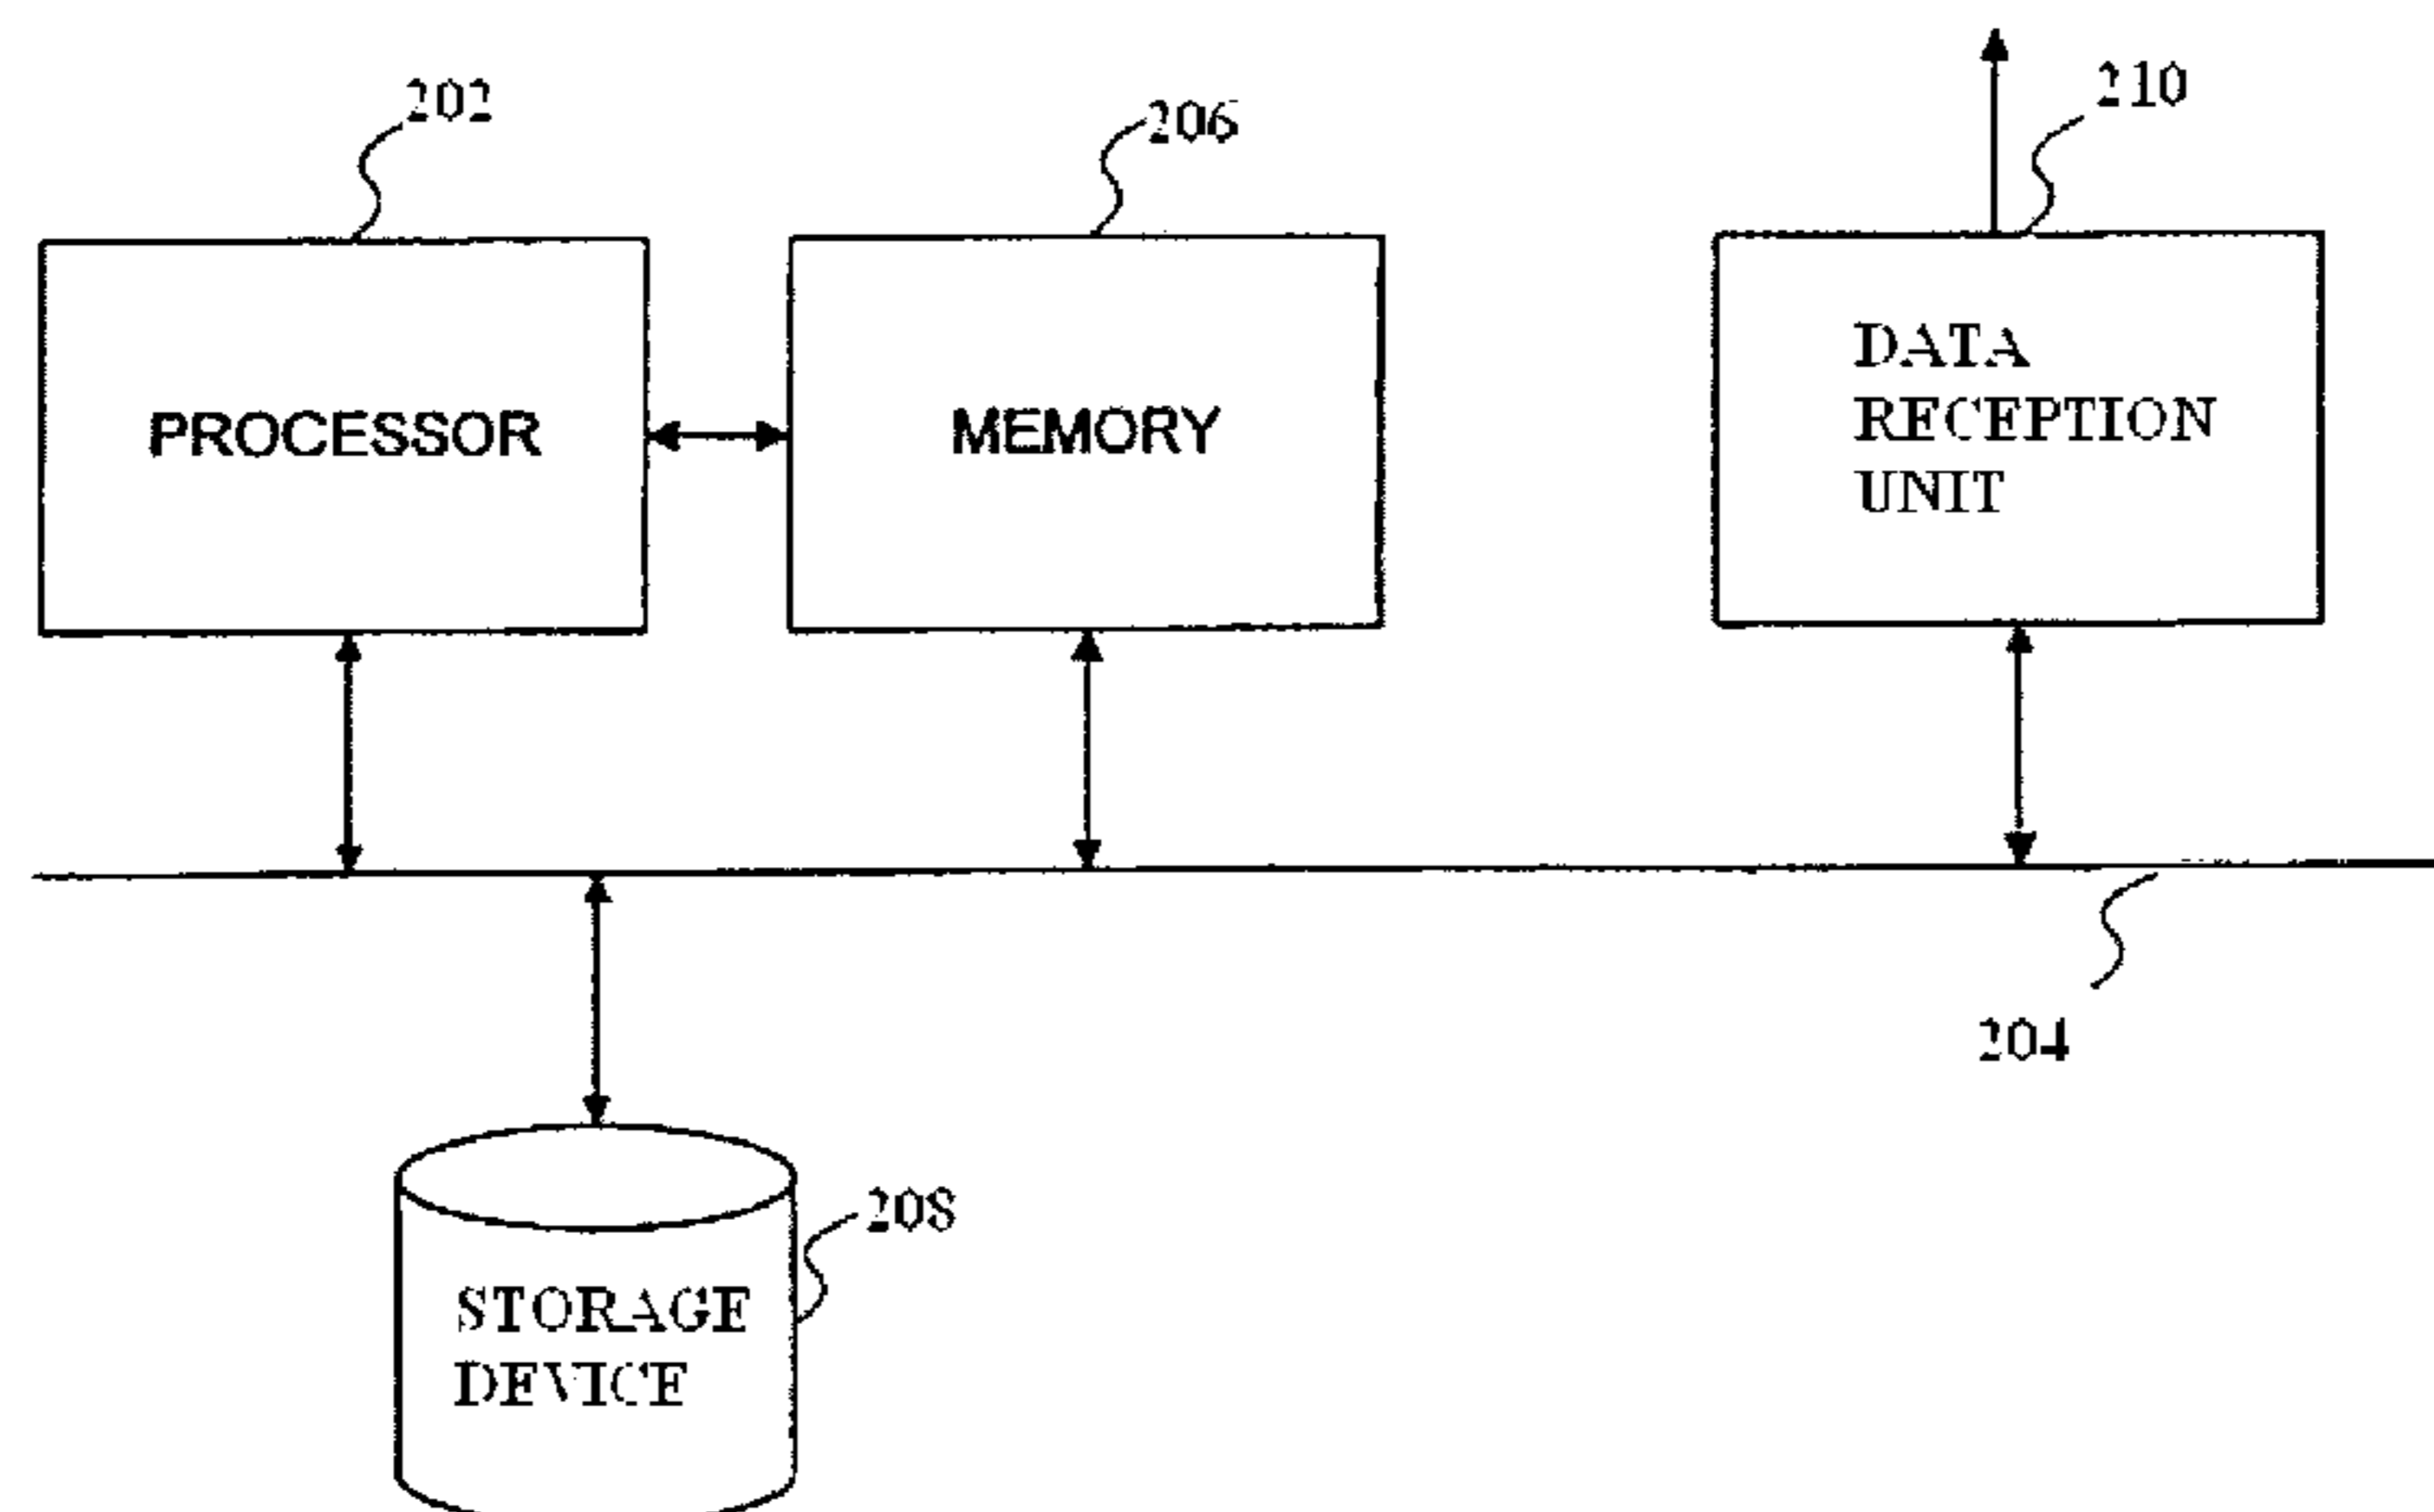 202
206
210
PROCESSOR
MEMORY
DATA
RECEPTION
UNIT
204
208
STORAGE
DEVICE